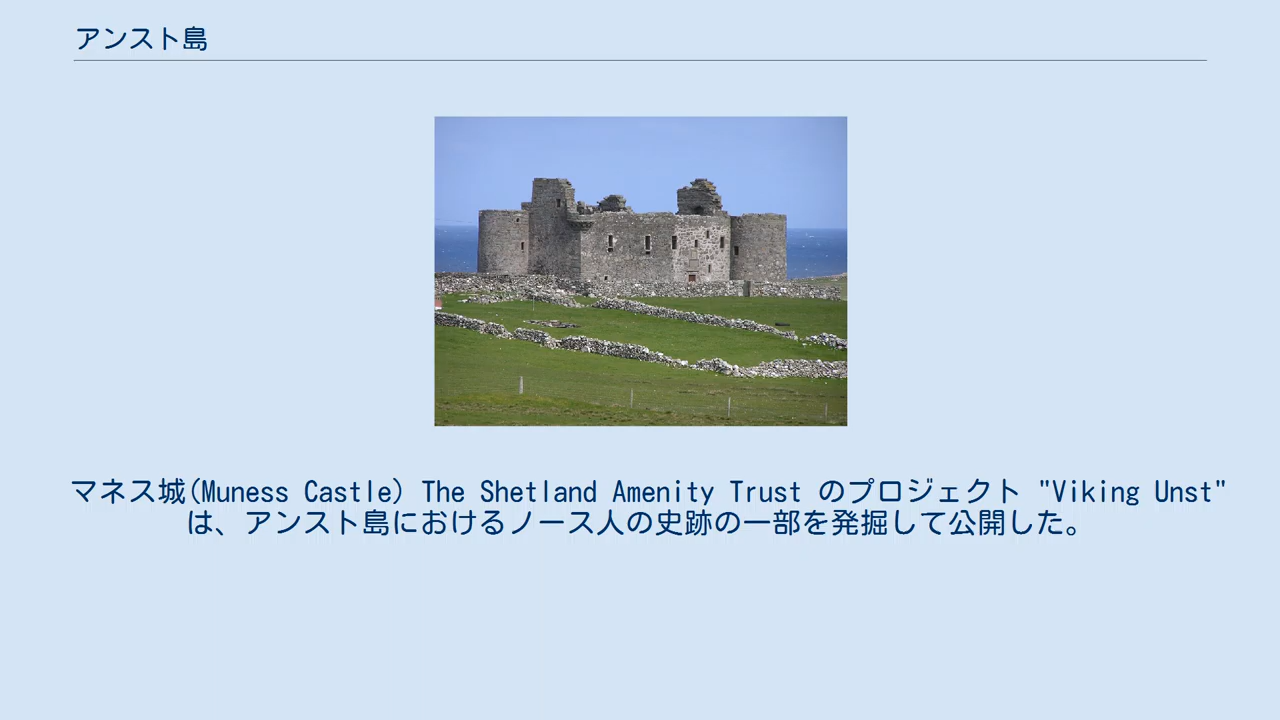 アンスト島
マネス城(Muness Castle) The Shetland Amenity Trust のプロジェクト "Viking Unst"
は、アンスト島におけるノース人の史跡の一部を発掘して公開した。